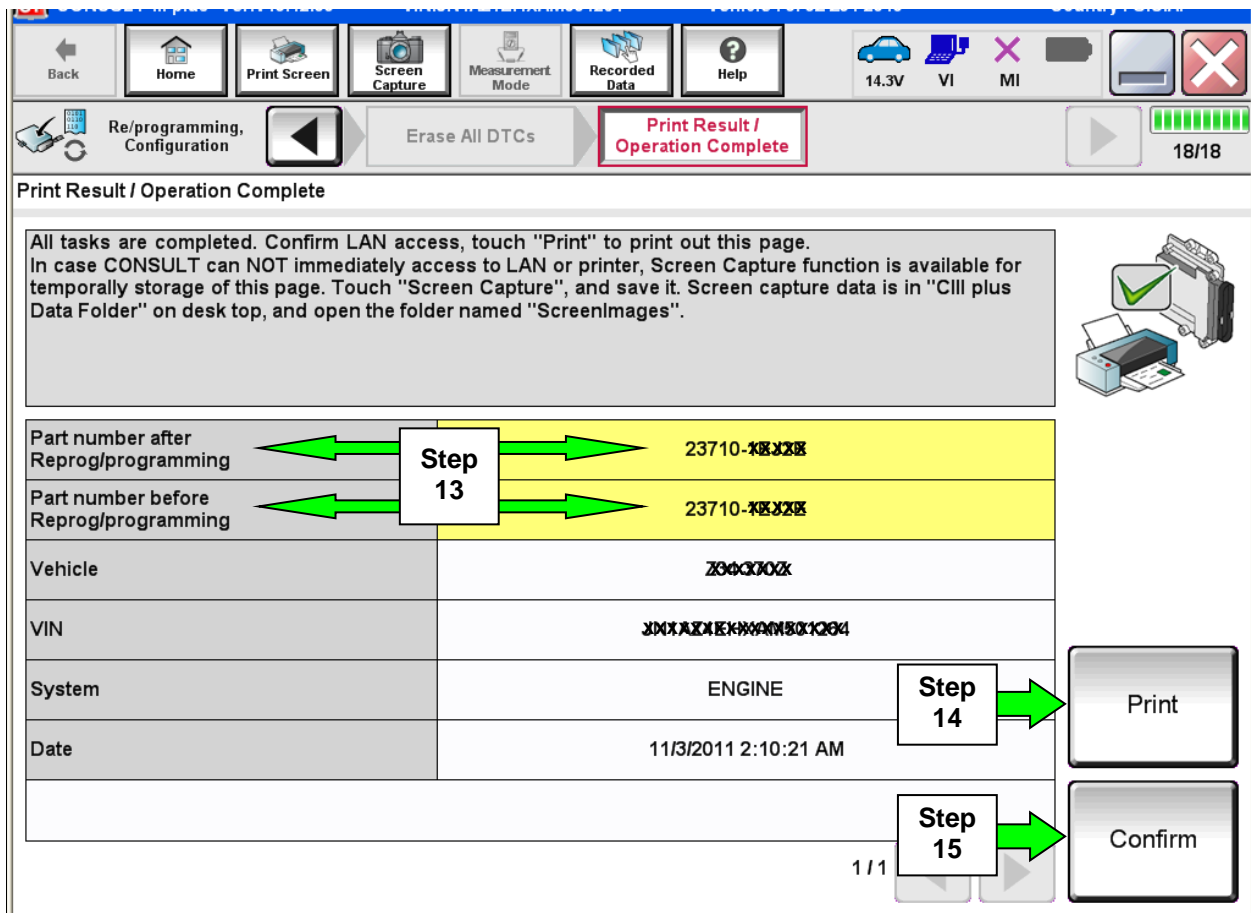 Back
Home
Print Screen
Screen
Capture
Measurement
Mode
Recorded
Data
Help
14.3V
VI
MI
Re/programming,
Configuration
Erase All DTCs
Print Result /
Operation Complete
18/18
Print Result / Operation Complete
All tasks are completed. Confirm LAN access, touch "Print" to print out this page.
In case CONSULT can NOT immediately access to LAN or printer, Screen Capture function is available for
temporally storage of this page. Touch "Screen Capture", and save it. Screen capture data is in "CIII plus
Data Folder" on desk top, and open the folder named "ScreenImages".
Part number after
Reprog/programming
Step
13
23710-
Part number before
Reprog/programming
23710-
Vehicle
VIN
System
ENGINE
Step
14
Print
Date
11/3/2011 2:10:21 AM
Step
15
Confirm
1/1